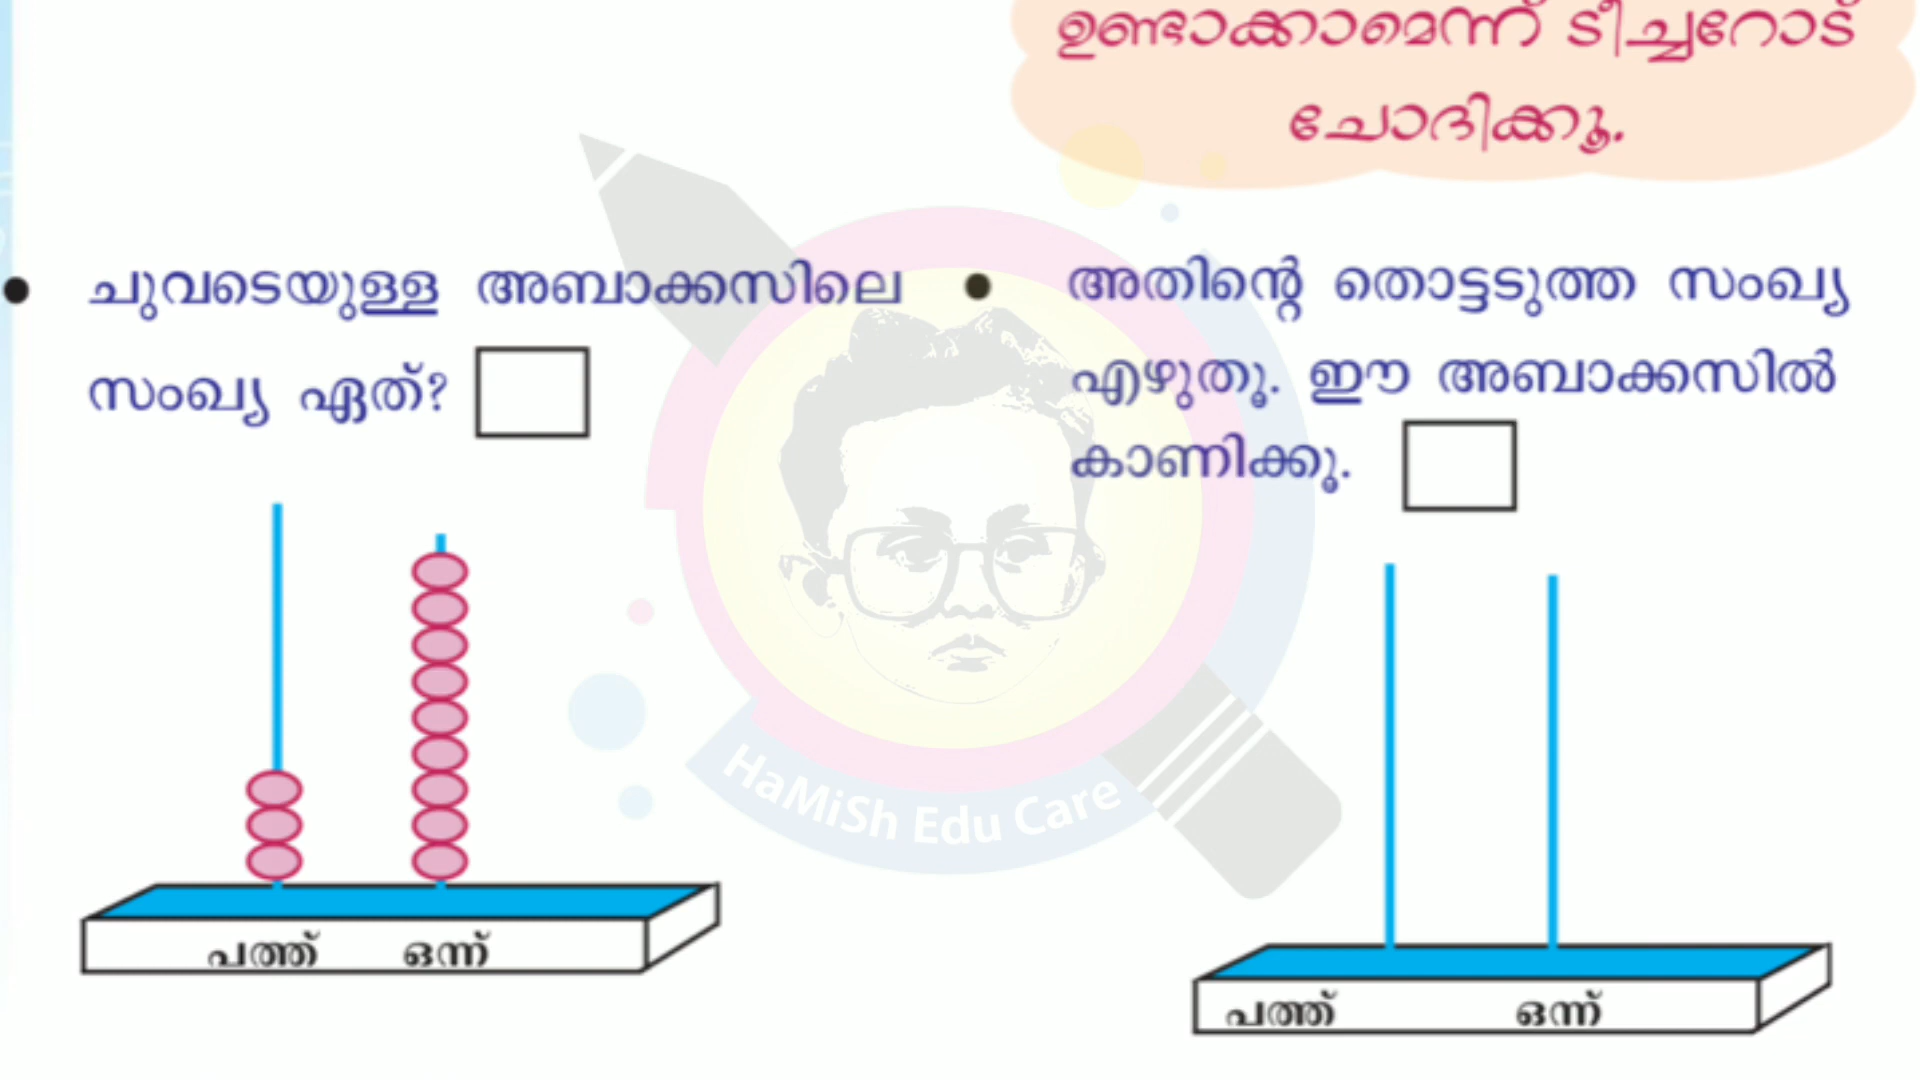 ഉണ്ടാക്കാമെന്ന് ടീച്ചറോട്
ചോദിക്കൂ.
ചുവടെയുള്ള അബാക്കസിലെ
സംഖ്യ ഏത്?
അതിന്റെ തൊട്ടടുത്ത സംഖ്യ
എഴുതൂ. ഈ അബാക്കസിൽ
കാണിക്കൂ.
HaMiSh Edu Care
പത്ത് ഒന്ന്
പത്ത് ഒന്ന്